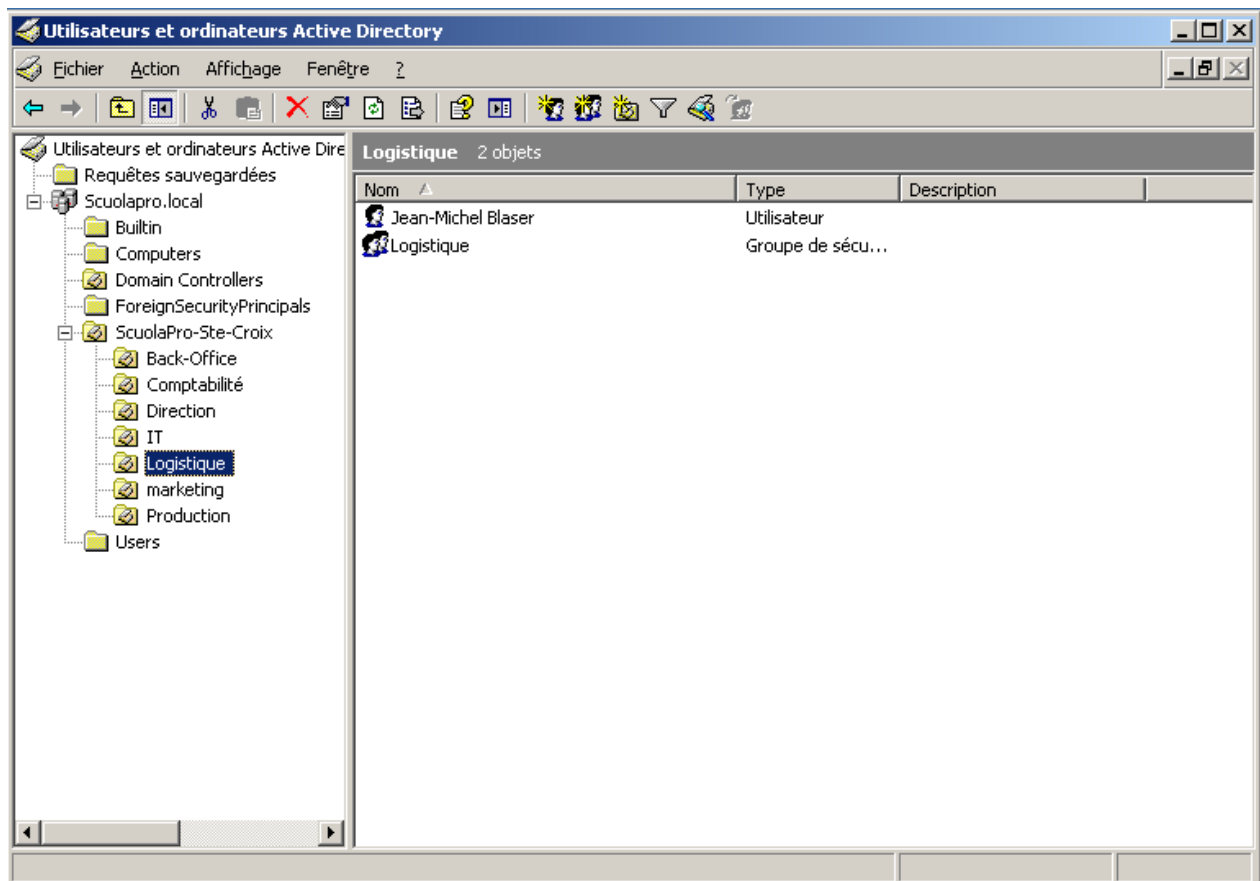 Utilisateurs et ordinateurs Active Directory
Fichier Action Affichage Fenêtre ?
Utilisateurs et ordinateurs Active Dire
Requêtes sauvegardées
Scuolapro.local
Builtin
Computers
Domain Controllers
ForeignSecurityPrincipals
ScuolaPro-Ste-Croix
Back-Office
Comptabilité
Direction
IT
Logistique
marketing
Production
Users
Logistique 2 objets
Nom Type Description
Jean-Michel Blaser Utilisateur
Logistique Groupe de sécu...